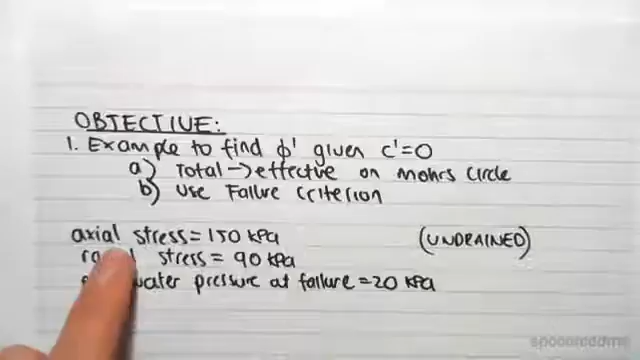 OBJECTIVE:
1. Example to find ϕ' given c'=0
a) Total → effective on Mohrs Circle
b) Use Failure Criterion
axial stress = 150 kPa
(UNDRAINED)
stress = 90 kPa
water pressure at failure = 20 kPa